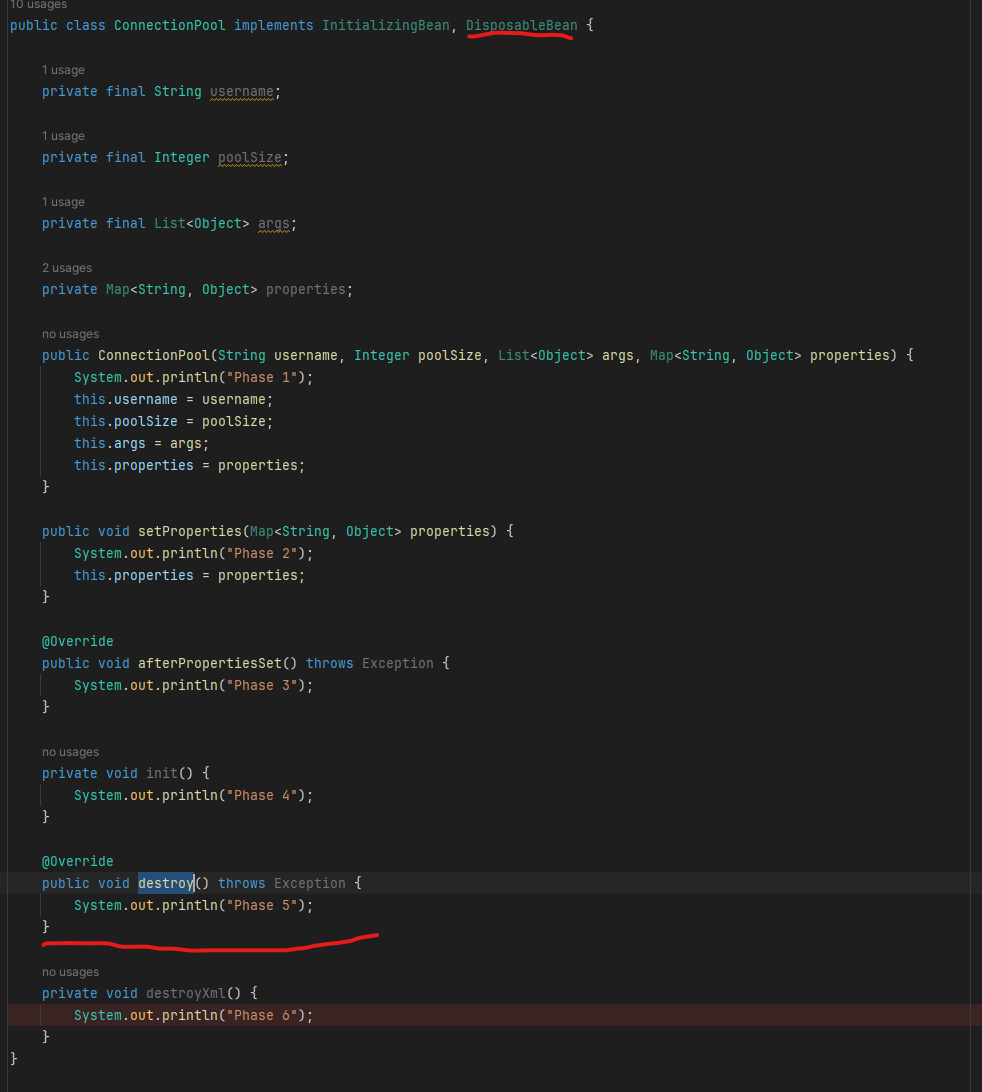 10 usages
public class ConnectionPool implements InitializingBean, DisposableBean {
1 usage
private final String username;
1 usage
private final Integer poolSize;
1 usage
private final List<Object> args;
2 usages
private Map<String, Object> properties;
no usages
public ConnectionPool(String username, Integer poolSize, List<Object> args, Map<String, Object> properties) {
System.out.println("Phase 1");
this.username = username;
this.poolSize = poolSize;
this.args = args;
this.properties = properties;
}
public void setProperties(Map<String, Object> properties) {
System.out.println("Phase 2");
this.properties = properties;
}
@Override
public void afterPropertiesSet() throws Exception {
System.out.println("Phase 3");
}
no usages
private void init() {
System.out.println("Phase 4");
}
@Override
public void destroy() throws Exception {
System.out.println("Phase 5");
}
no usages
private void destroyXml() {
System.out.println("Phase 6");
}
}